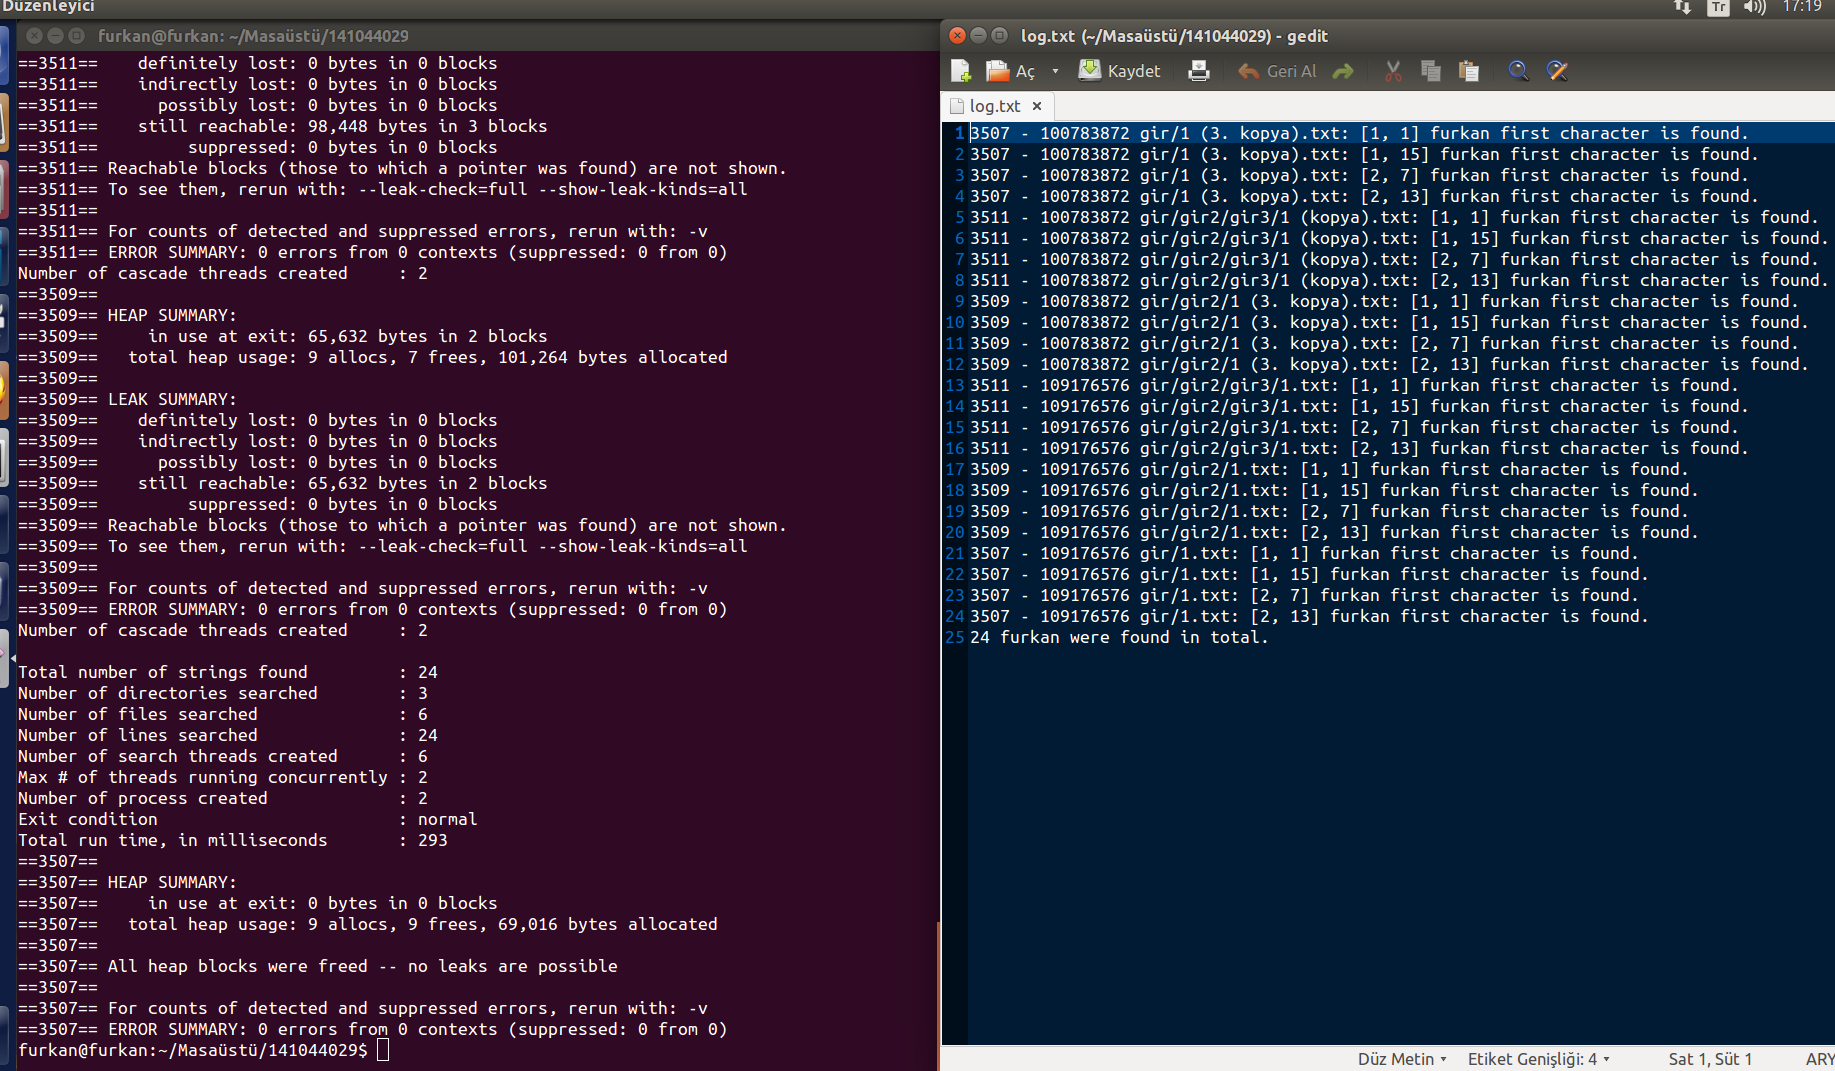 Düzenleyici
Tr 17:19
furkan@furkan: ~/Masaüstü/141044029
==3511==    definitely lost: 0 bytes in 0 blocks
==3511==    indirectly lost: 0 bytes in 0 blocks
==3511==      possibly lost: 0 bytes in 0 blocks
==3511==    still reachable: 98,448 bytes in 3 blocks
==3511==         suppressed: 0 bytes in 0 blocks
==3511== Reachable blocks (those to which a pointer was found) are not shown.
==3511== To see them, rerun with: --leak-check=full --show-leak-kinds=all
==3511==
==3511== For counts of detected and suppressed errors, rerun with: -v
==3511== ERROR SUMMARY: 0 errors from 0 contexts (suppressed: 0 from 0)
Number of cascade threads created     : 2
==3509==
==3509== HEAP SUMMARY:
==3509==     in use at exit: 65,632 bytes in 2 blocks
==3509==   total heap usage: 9 allocs, 7 frees, 101,264 bytes allocated
==3509==
==3509== LEAK SUMMARY:
==3509==    definitely lost: 0 bytes in 0 blocks
==3509==    indirectly lost: 0 bytes in 0 blocks
==3509==      possibly lost: 0 bytes in 0 blocks
==3509==    still reachable: 65,632 bytes in 2 blocks
==3509==         suppressed: 0 bytes in 0 blocks
==3509== Reachable blocks (those to which a pointer was found) are not shown.
==3509== To see them, rerun with: --leak-check=full --show-leak-kinds=all
==3509==
==3509== For counts of detected and suppressed errors, rerun with: -v
==3509== ERROR SUMMARY: 0 errors from 0 contexts (suppressed: 0 from 0)
Number of cascade threads created     : 2
Total number of strings found         : 24
Number of directories searched        : 3
Number of files searched              : 6
Number of lines searched              : 24
Number of search threads created      : 6
Max # of threads running concurrently : 2
Number of process created             : 2
Exit condition                        : normal
Total run time, in milliseconds       : 293
==3507==
==3507== HEAP SUMMARY:
==3507==     in use at exit: 0 bytes in 0 blocks
==3507==   total heap usage: 9 allocs, 9 frees, 69,016 bytes allocated
==3507==
==3507== All heap blocks were freed -- no leaks are possible
==3507==
==3507== For counts of detected and suppressed errors, rerun with: -v
==3507== ERROR SUMMARY: 0 errors from 0 contexts (suppressed: 0 from 0)
furkan@furkan:~/Masaüstü/141044029$
log.txt (~/Masaüstü/141044029) - gedit
Aç Kaydet Geri Al
log.txt ×
1 3507 - 100783872 gir/1 (3. kopya).txt: [1, 1] furkan first character is found.
2 3507 - 100783872 gir/1 (3. kopya).txt: [1, 15] furkan first character is found.
3 3507 - 100783872 gir/1 (3. kopya).txt: [2, 7] furkan first character is found.
4 3507 - 100783872 gir/1 (3. kopya).txt: [2, 13] furkan first character is found.
5 3511 - 100783872 gir/gir2/gir3/1 (kopya).txt: [1, 1] furkan first character is found.
6 3511 - 100783872 gir/gir2/gir3/1 (kopya).txt: [1, 15] furkan first character is found.
7 3511 - 100783872 gir/gir2/gir3/1 (kopya).txt: [2, 7] furkan first character is found.
8 3511 - 100783872 gir/gir2/gir3/1 (kopya).txt: [2, 13] furkan first character is found.
9 3509 - 100783872 gir/gir2/1 (3. kopya).txt: [1, 1] furkan first character is found.
10 3509 - 100783872 gir/gir2/1 (3. kopya).txt: [1, 15] furkan first character is found.
11 3509 - 100783872 gir/gir2/1 (3. kopya).txt: [2, 7] furkan first character is found.
12 3509 - 100783872 gir/gir2/1 (3. kopya).txt: [2, 13] furkan first character is found.
13 3511 - 109176576 gir/gir2/gir3/1.txt: [1, 1] furkan first character is found.
14 3511 - 109176576 gir/gir2/gir3/1.txt: [1, 15] furkan first character is found.
15 3511 - 109176576 gir/gir2/gir3/1.txt: [2, 7] furkan first character is found.
16 3511 - 109176576 gir/gir2/gir3/1.txt: [2, 13] furkan first character is found.
17 3509 - 109176576 gir/gir2/1.txt: [1, 1] furkan first character is found.
18 3509 - 109176576 gir/gir2/1.txt: [1, 15] furkan first character is found.
19 3509 - 109176576 gir/gir2/1.txt: [2, 7] furkan first character is found.
20 3509 - 109176576 gir/gir2/1.txt: [2, 13] furkan first character is found.
21 3507 - 109176576 gir/1.txt: [1, 1] furkan first character is found.
22 3507 - 109176576 gir/1.txt: [1, 15] furkan first character is found.
23 3507 - 109176576 gir/1.txt: [2, 7] furkan first character is found.
24 3507 - 109176576 gir/1.txt: [2, 13] furkan first character is found.
25 24 furkan were found in total.
Düz Metin Etiket Genişliği: 4 Sat 1, Süt 1 ARY